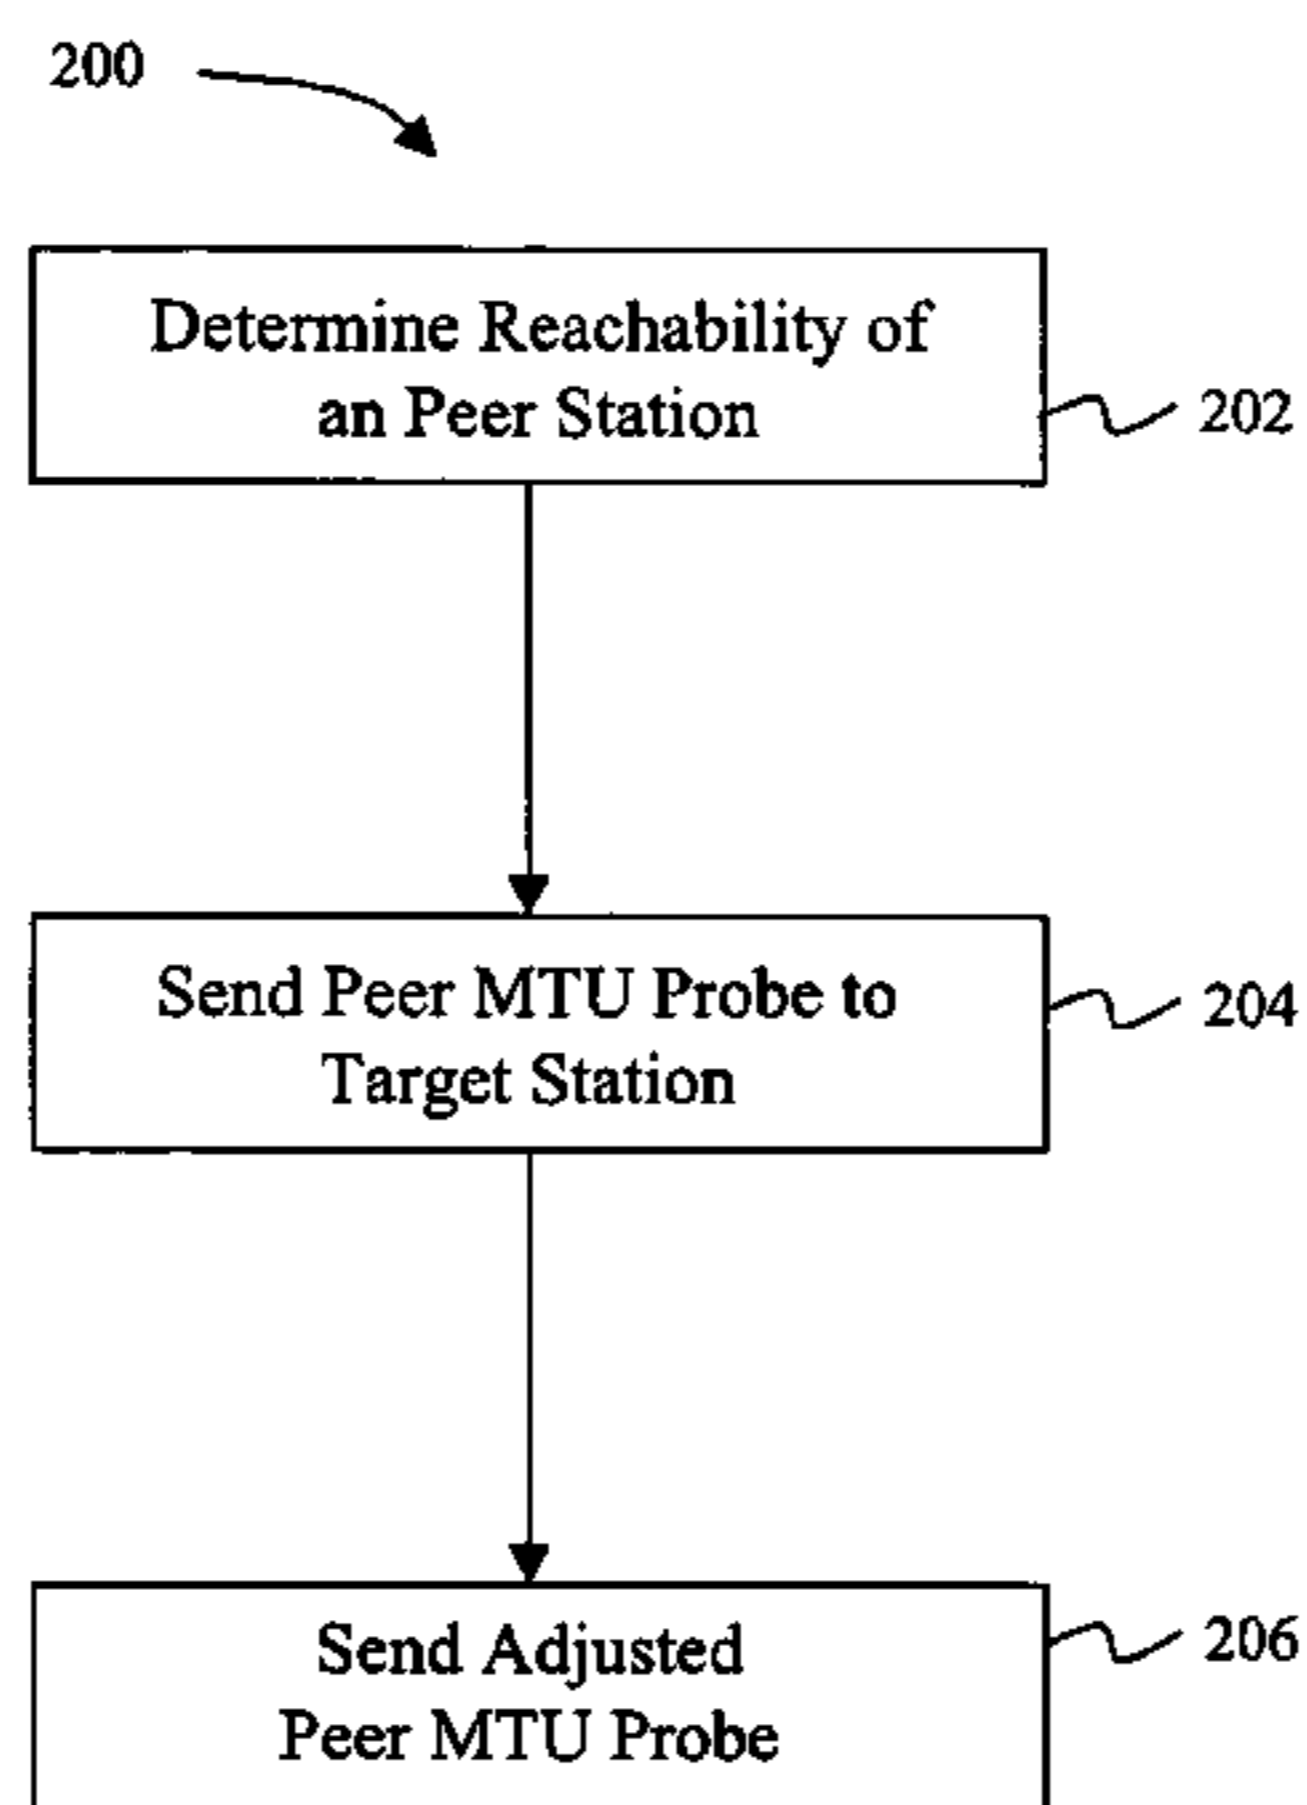 200
Determine Reachability of
an Peer Station
202
Send Peer MTU Probe to
Target Station
204
Send Adjusted
Peer MTU Probe
206